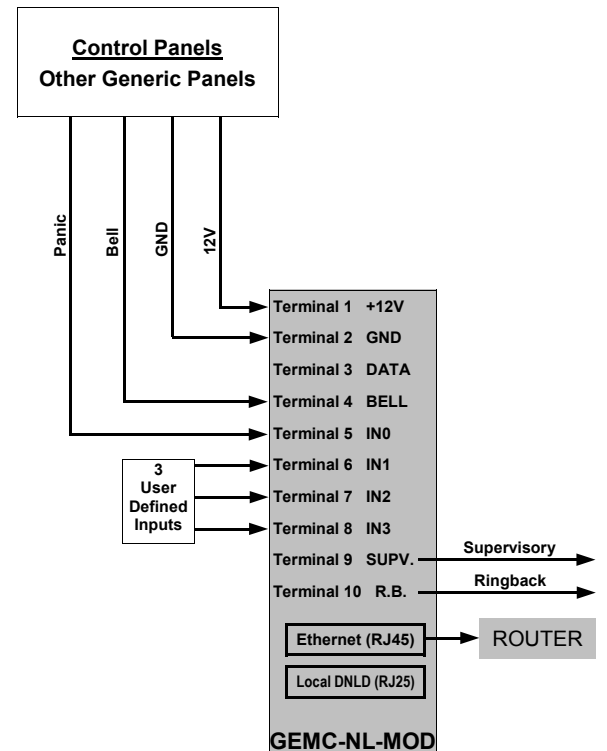 Control Panels
Other Generic Panels
Panic
Bell
GND
12V
Terminal 1 +12V
Terminal 2 GND
Terminal 3 DATA
Terminal 4 BELL
Terminal 5 IN0
Terminal 6 IN1
Terminal 7 IN2
Terminal 8 IN3
Terminal 9 SUPV.
Terminal 10 R.B.
3
User
Defined
Inputs
Supervisory
Ringback
Ethernet (RJ45)
ROUTER
Local DNLD (RJ25)
GEMC-NL-MOD